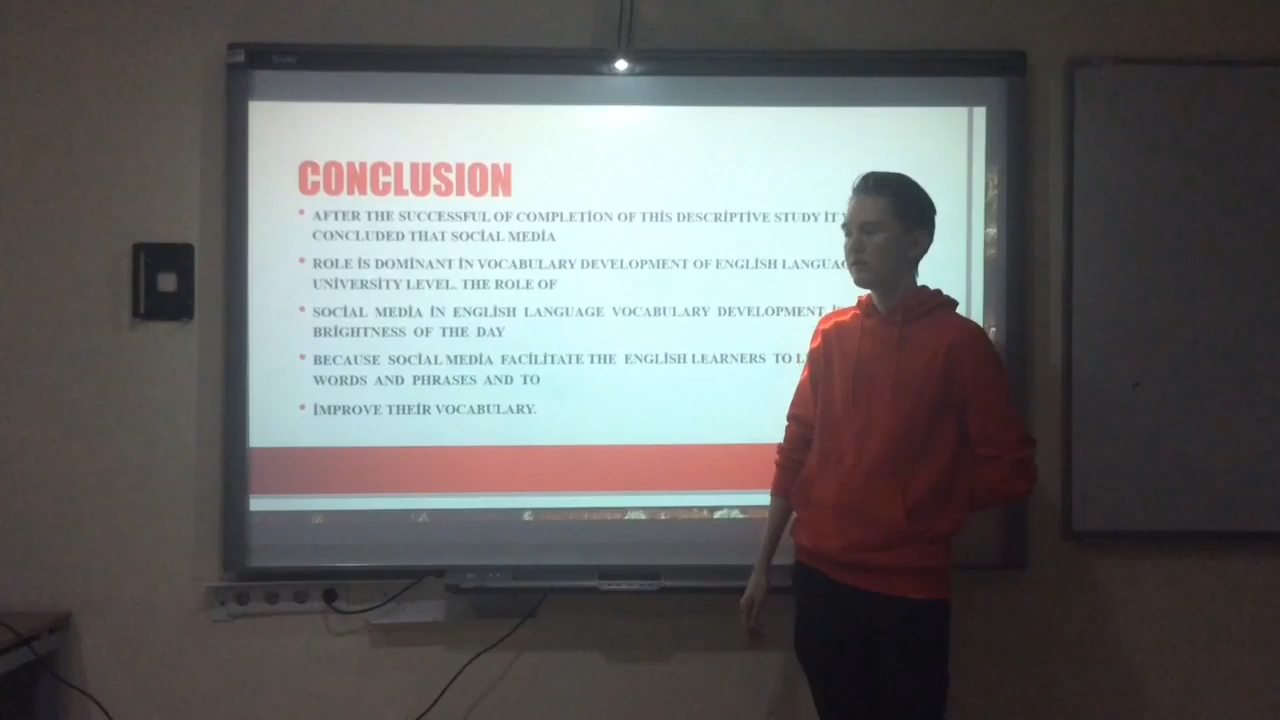 CONCLUSION
• AFTER THE SUCCESSFUL OF COMPLETİON OF THİS DESCRİPTİVE STUDY İT
CONCLUDED THAT SOCİAL MEDİA
• ROLE İS DOMİNANT İN VOCABULARY DEVELOPMENT OF ENGLİSH
UNİVERSİTY LEVEL. THE ROLE OF
• SOCİAL MEDİA İN ENGLİSH LANGUAGE VOCABULARY DEVELOPMENT
BRİGHTNESS OF THE DAY
• BECAUSE SOCİAL MEDİA FACİLİTATE THE ENGLİSH LEARNERS TO
WORDS AND PHRASES AND TO
• İMPROVE THEİR VOCABULARY.